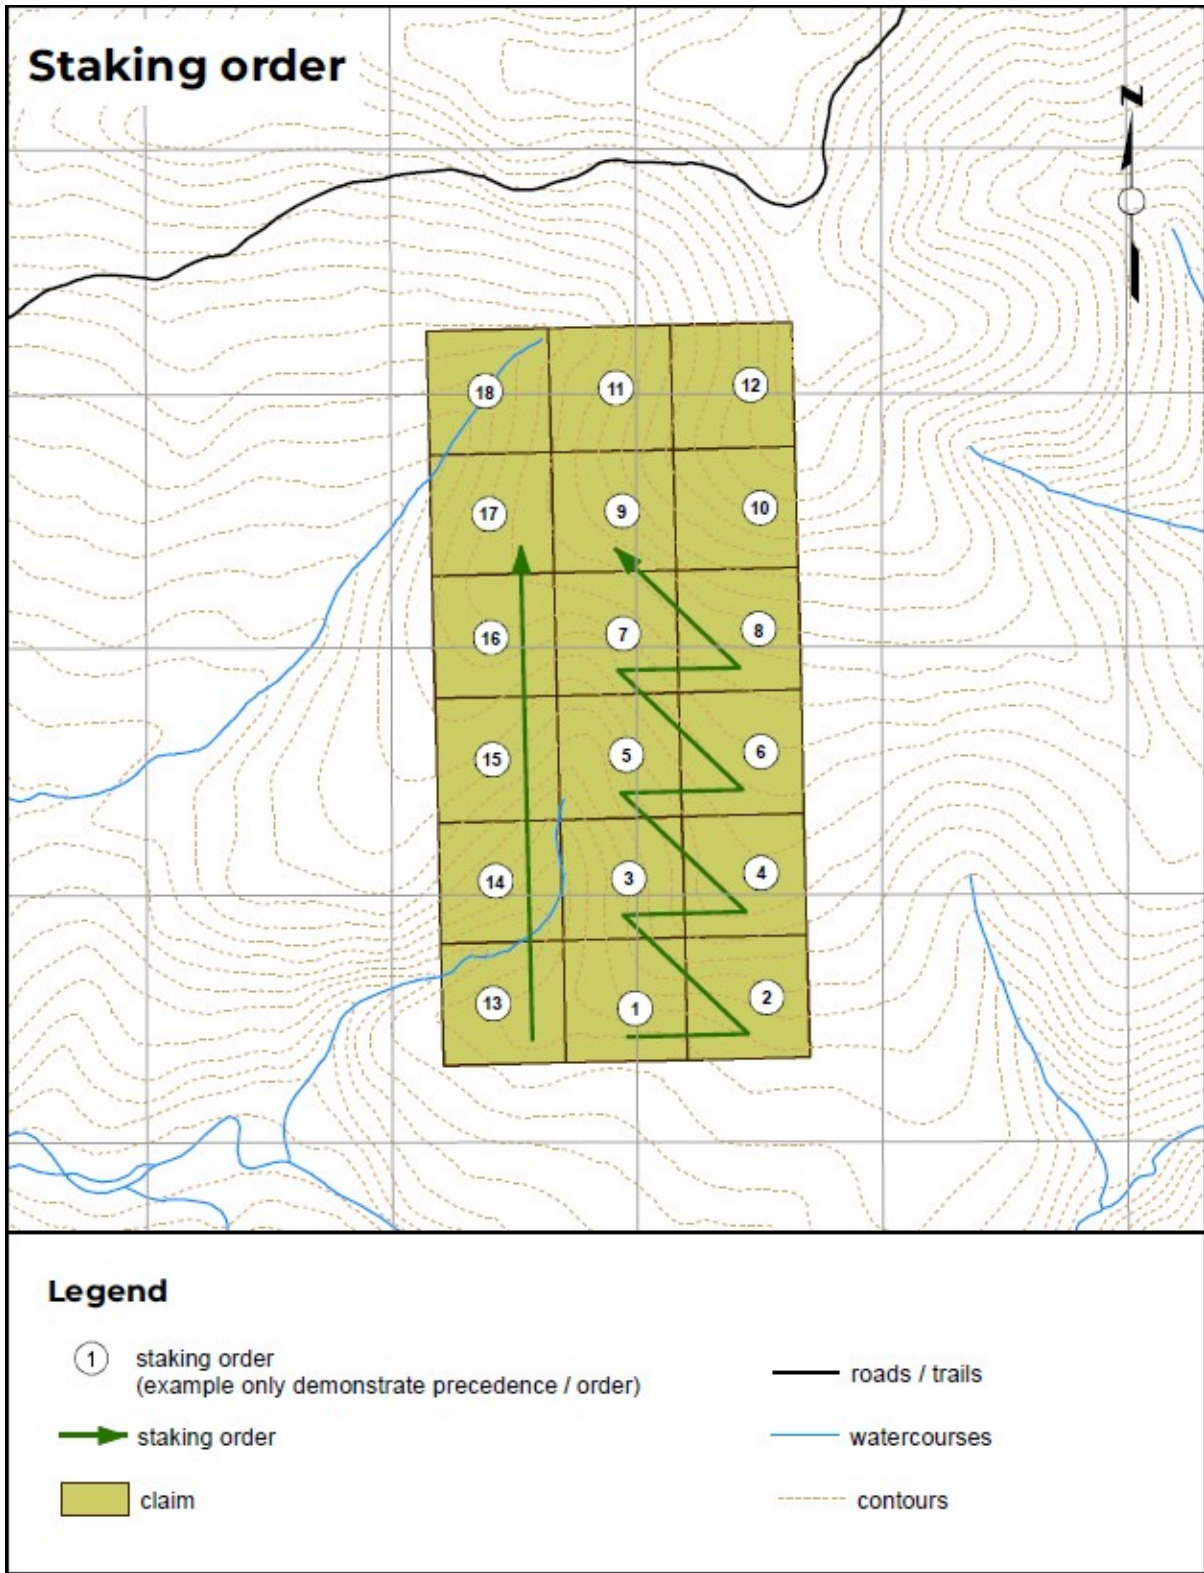 Staking order
N
18
11
12
17
9
10
16
7
8
15
5
6
14
3
4
13
1
2
Legend
1
staking order
(example only demonstrate precedence / order)
roads / trails
staking order
watercourses
claim
contours